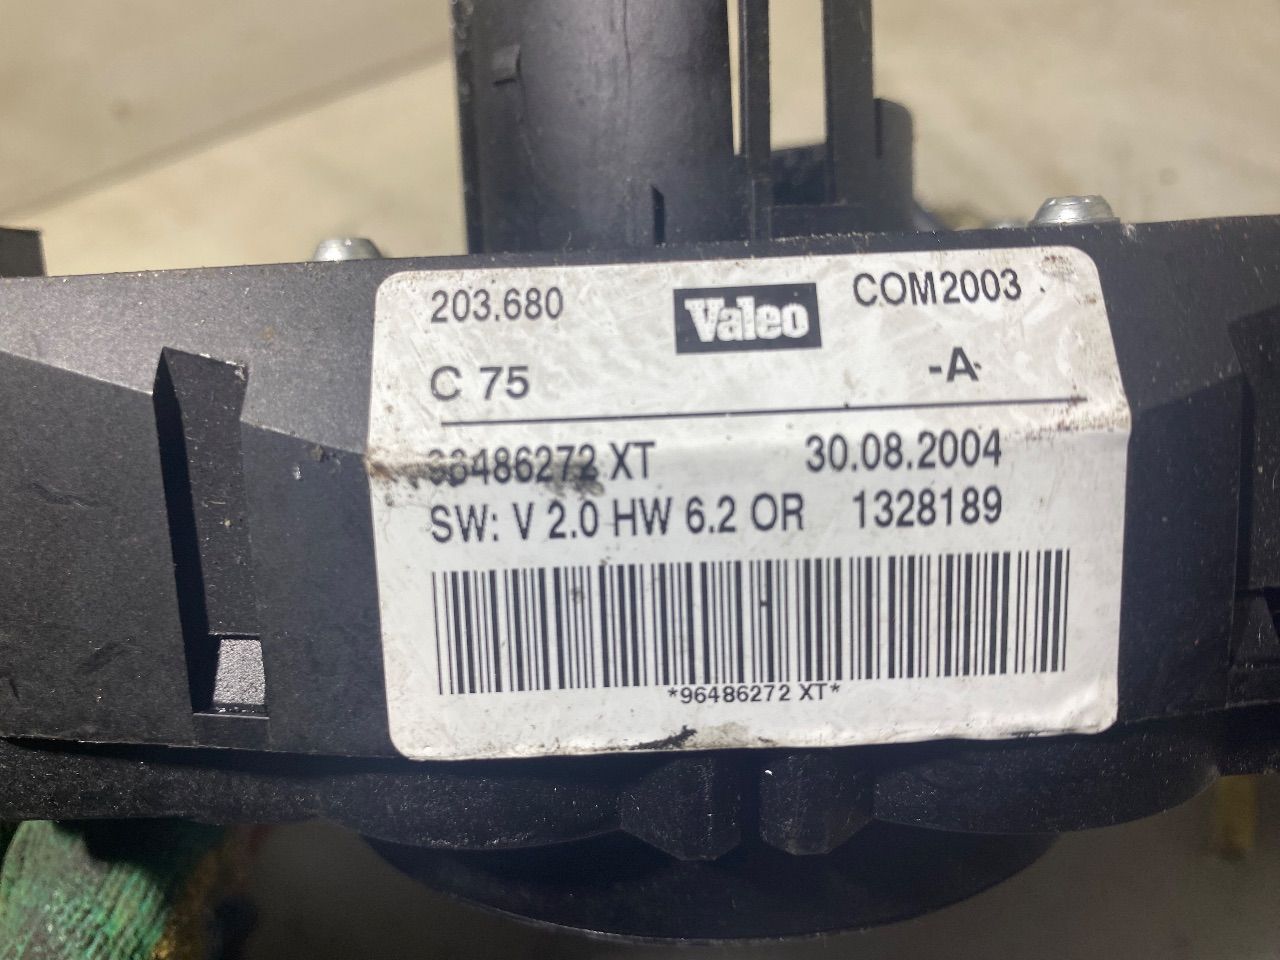 203.680 Valeo COM2003
C 75 -A-
96486272 XT 30.08.2004
SW: V 2.0 HW 6.2 OR 1328189
*96486272 XT*